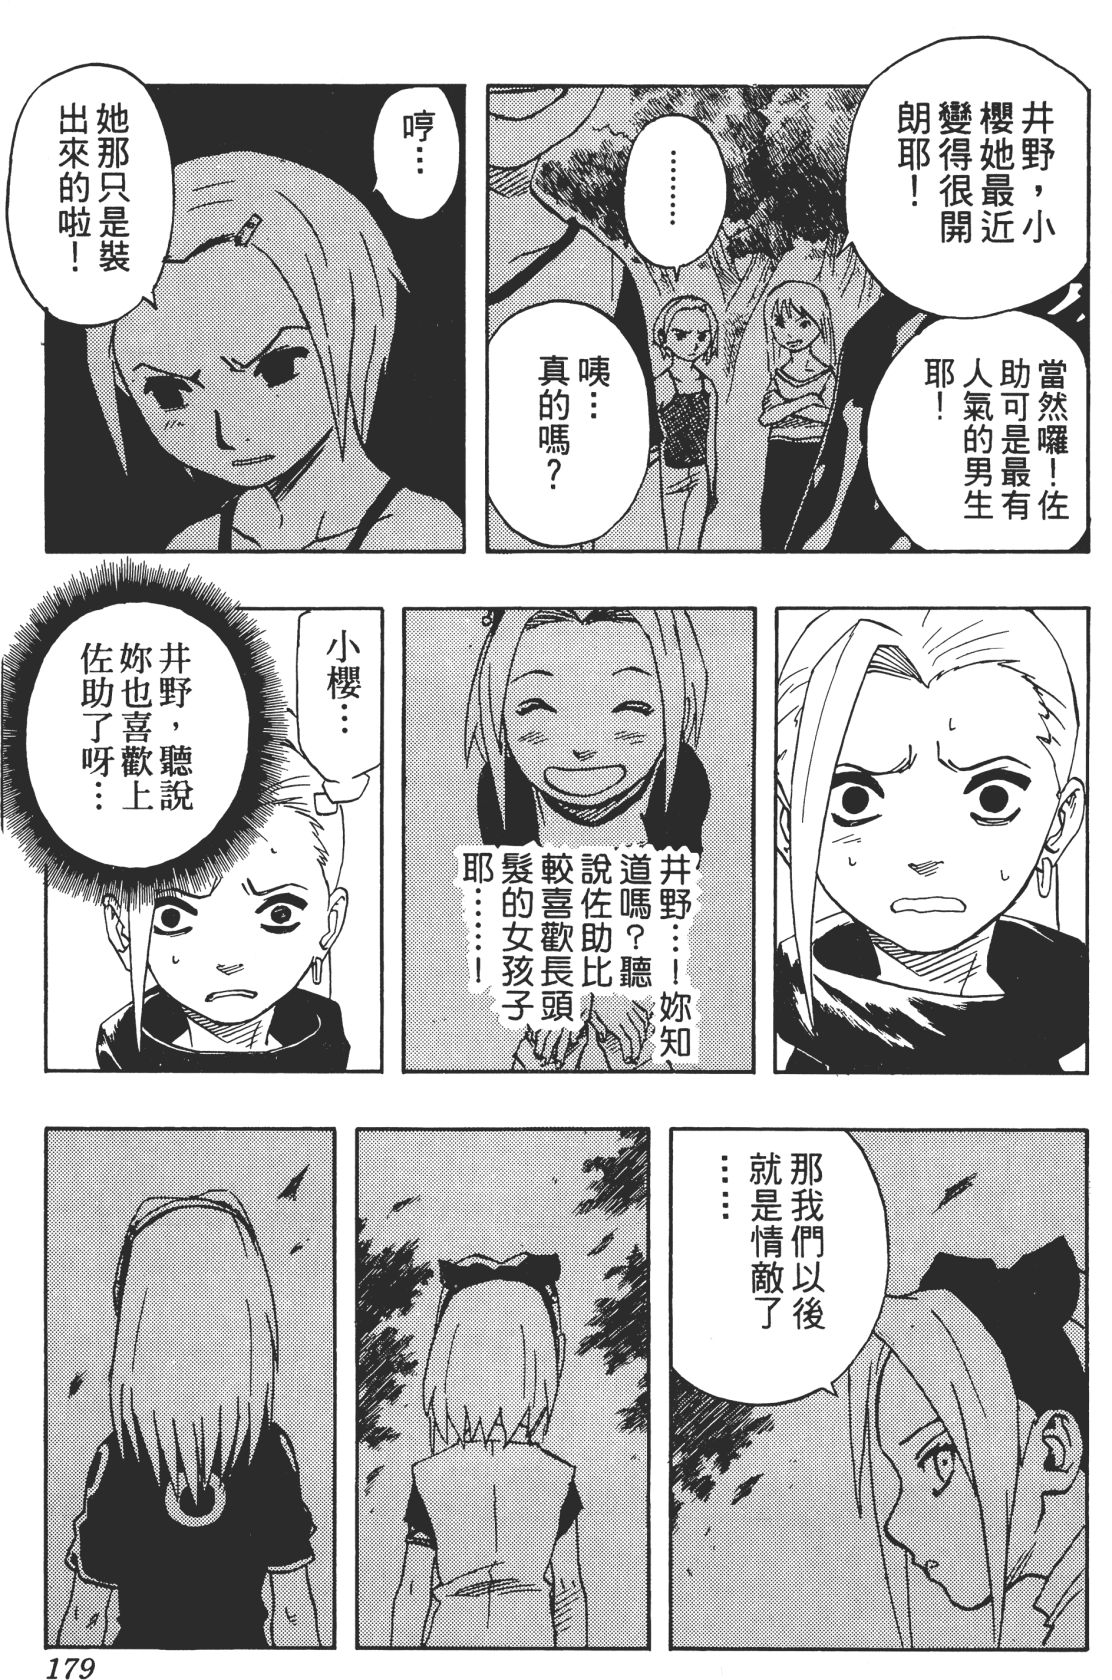 井野，小
櫻她最近
變得很開
朗耶！
………
當然囉！佐
助可是最有
人氣的男生
耶！
咦…
真的嗎？
哼…
她那只是裝
出來的啦！
井野…！妳知
道嗎？聽
說佐助比
較喜歡長頭
髮的女孩子
耶……！
小櫻…
井野，聽說
妳也喜歡上
佐助了呀…
那我們以後
就是情敵了
……
179